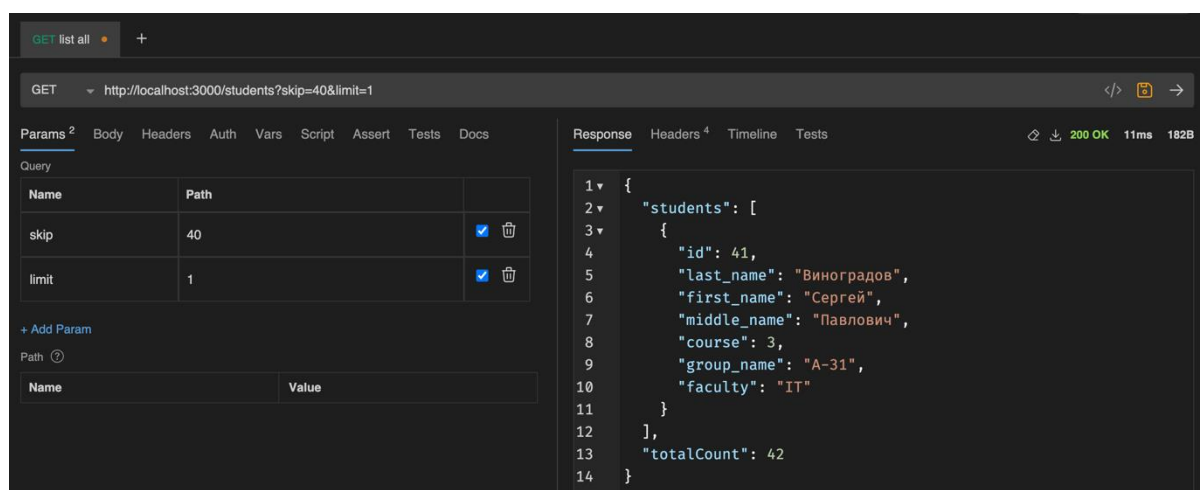 GET list all
+
GET http://localhost:3000/students?skip=40&limit=1 </>
Params 2 Body Headers Auth Vars Script Assert Tests Docs
Query
Name Path
skip 40
limit 1
+ Add Param
Path ?
Name Value
Response Headers 4 Timeline Tests 200 OK 11ms 182B
1 {
2 "students": [
3 {
4 "id": 41,
5 "last_name": "Виноградов",
6 "first_name": "Сергей",
7 "middle_name": "Павлович",
8 "course": 3,
9 "group_name": "А-31",
10 "faculty": "IT"
11 }
12 ],
13 "totalCount": 42
14 }